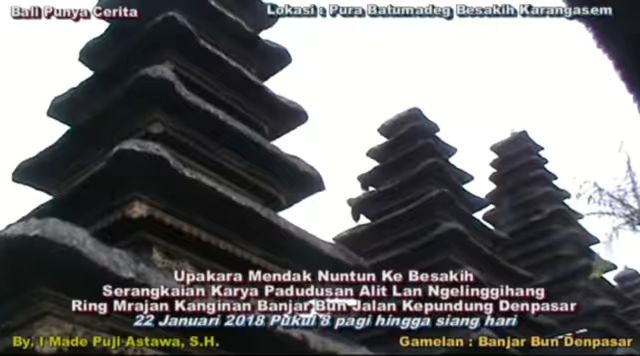 Bali Punya Cerita
Lokasi : Pura Batumadeg Besakih Karangasem
Upakara Mendak Nuntun Ke Besakih
Serangkaian Karya Padudusan Alit Lan Ngelinggihang
Ring Mrajan Kanginan Banjar Bun Jalan Kepundung Denpasar
22 Januari 2018 Pukul 8 pagi hingga siang hari
By. I Made Puji Astawa, S.H.
Gamelan : Banjar Bun Denpasar